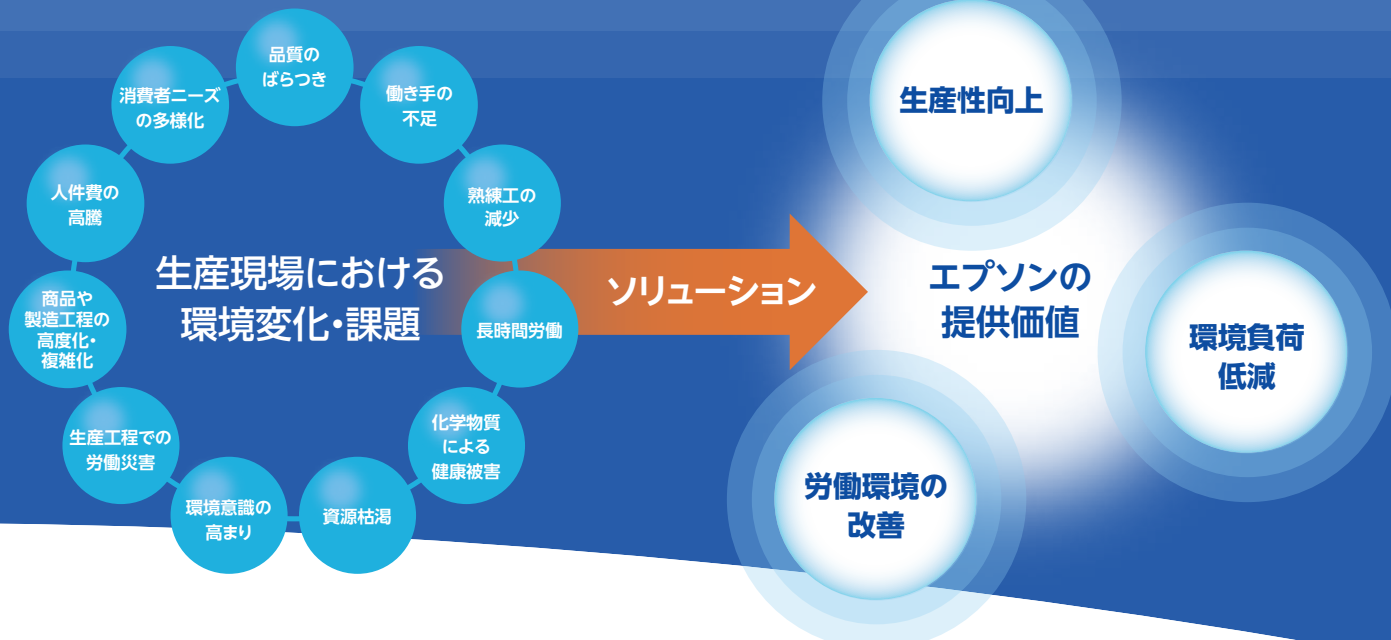 品質の
ばらつき
働き手の
不足
熟練工の
減少
長時間労働
化学物質
による
健康被害
資源枯渇
環境意識の
高まり
生産工程での
労働災害
商品や
製造工程の
高度化・
複雑化
人件費の
高騰
消費者ニーズ
の多様化
生産現場における
環境変化・課題
ソリューション
エプソンの
提供価値
生産性向上
環境負荷
低減
労働環境の
改善